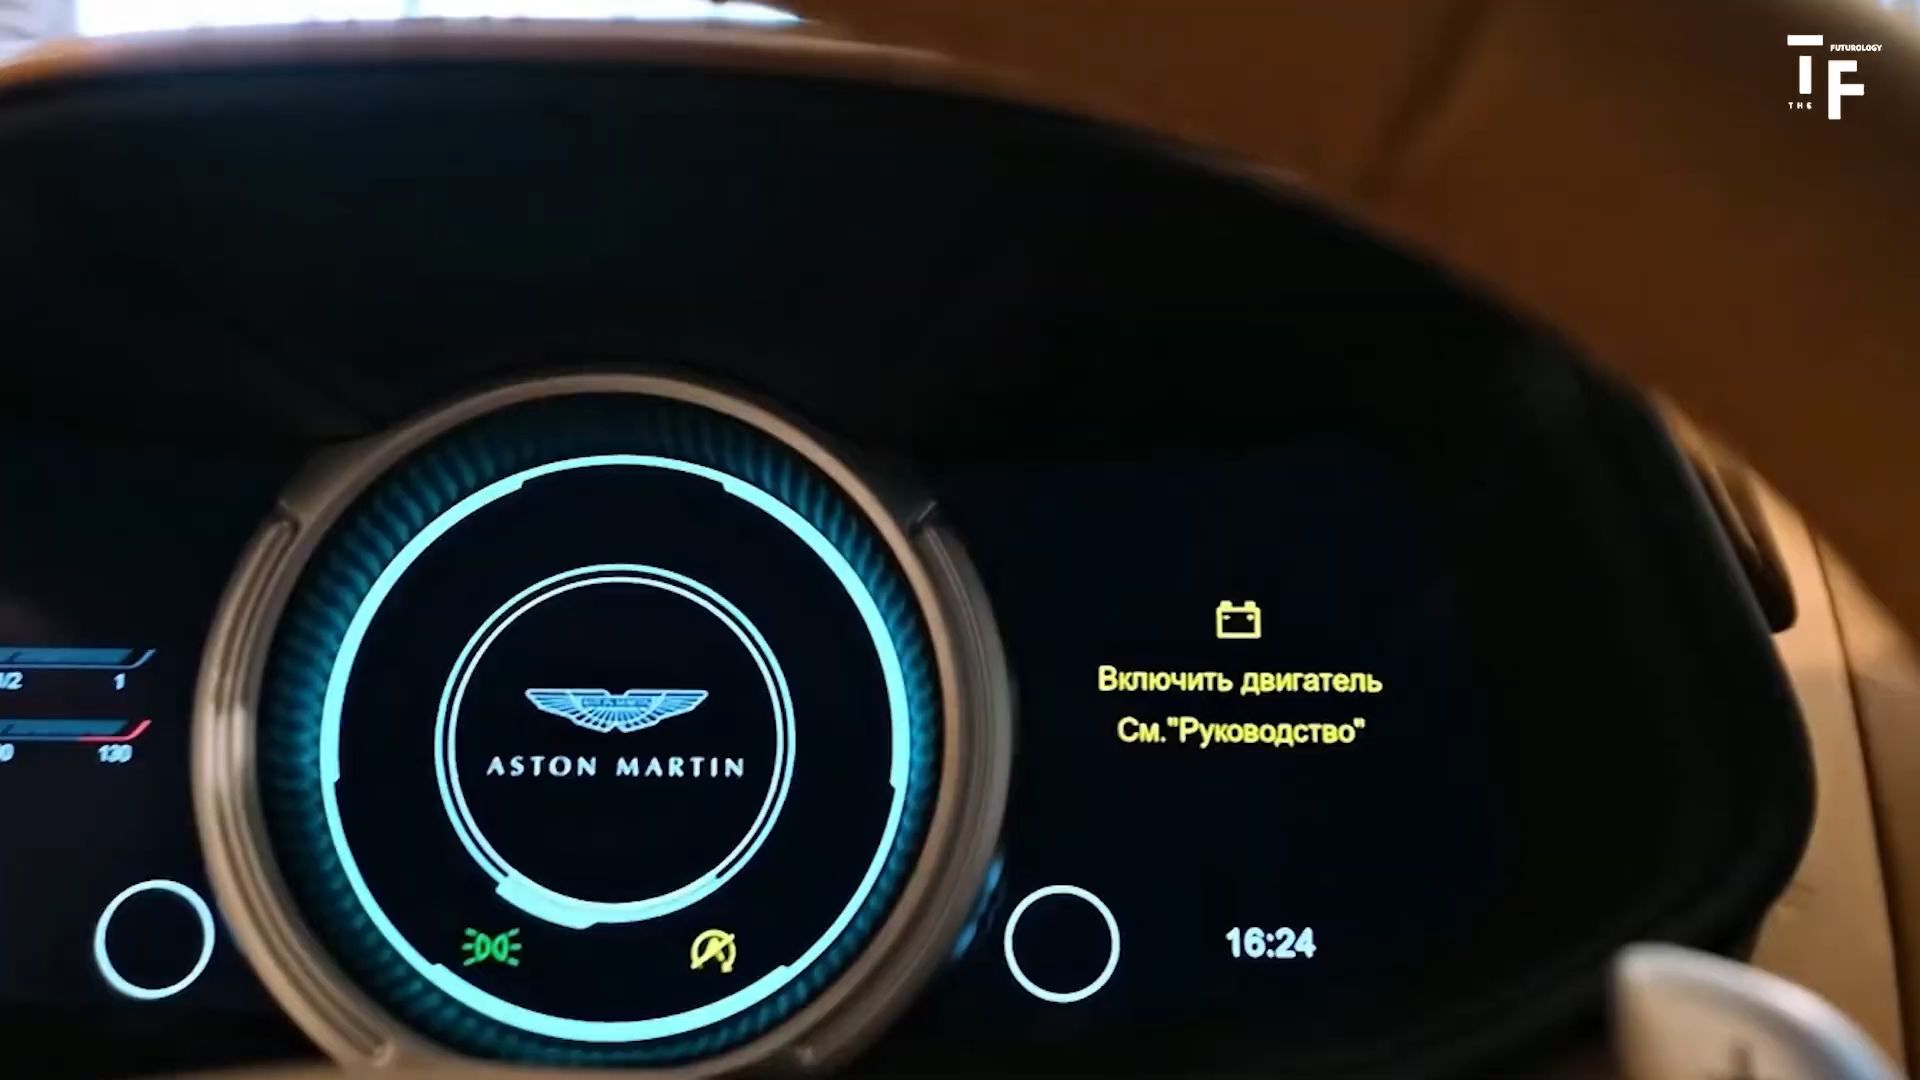 FUTUROLOGY
T
THE F
1/2 1
130
ASTON MARTIN
Включить двигатель
См."Руководство"
16:24